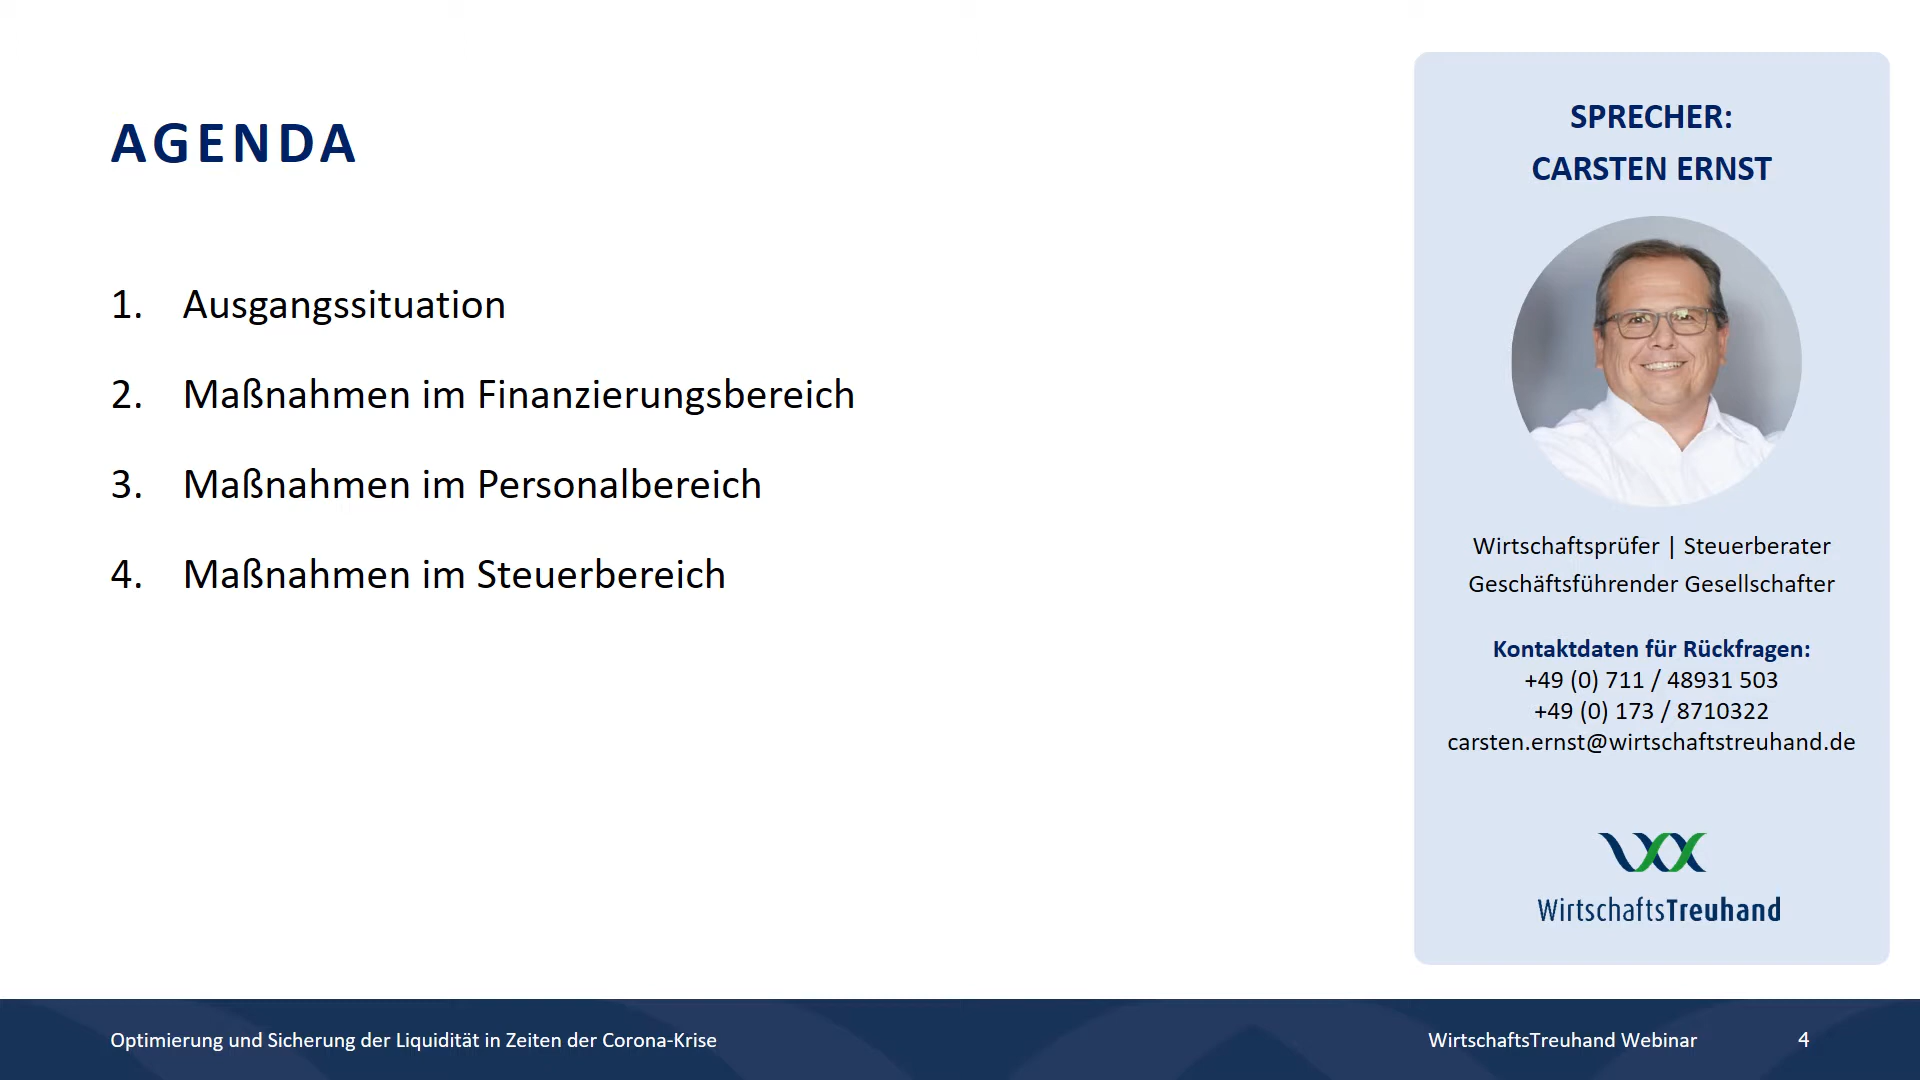 AGENDA
1. Ausgangssituation
2. Maßnahmen im Finanzierungsbereich
3. Maßnahmen im Personalbereich
4. Maßnahmen im Steuerbereich
SPRECHER:
CARSTEN ERNST
Wirtschaftsprüfer | Steuerberater
Geschäftsführender Gesellschafter
Kontaktdaten für Rückfragen:
+49 (0) 711 / 48931 503
+49 (0) 173 / 8710322
carsten.ernst@wirtschaftstreuhand.de
WirtschaftsTreuhand
Optimierung und Sicherung der Liquidität in Zeiten der Corona-Krise
WirtschaftsTreuhand Webinar
4